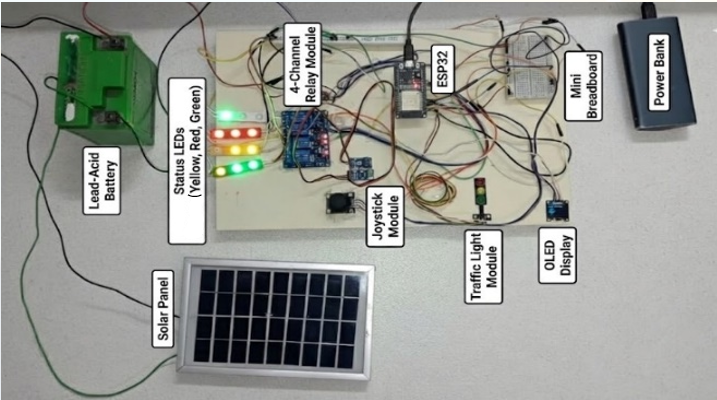 Lead-Acid
Battery
Status LEDs
(Yellow, Red, Green)
4-Channel
Relay Module
ESP32
Mini
Breadboard
Power Bank
Joystick
Module
Traffic Light
Module
OLED
Display
Solar Panel